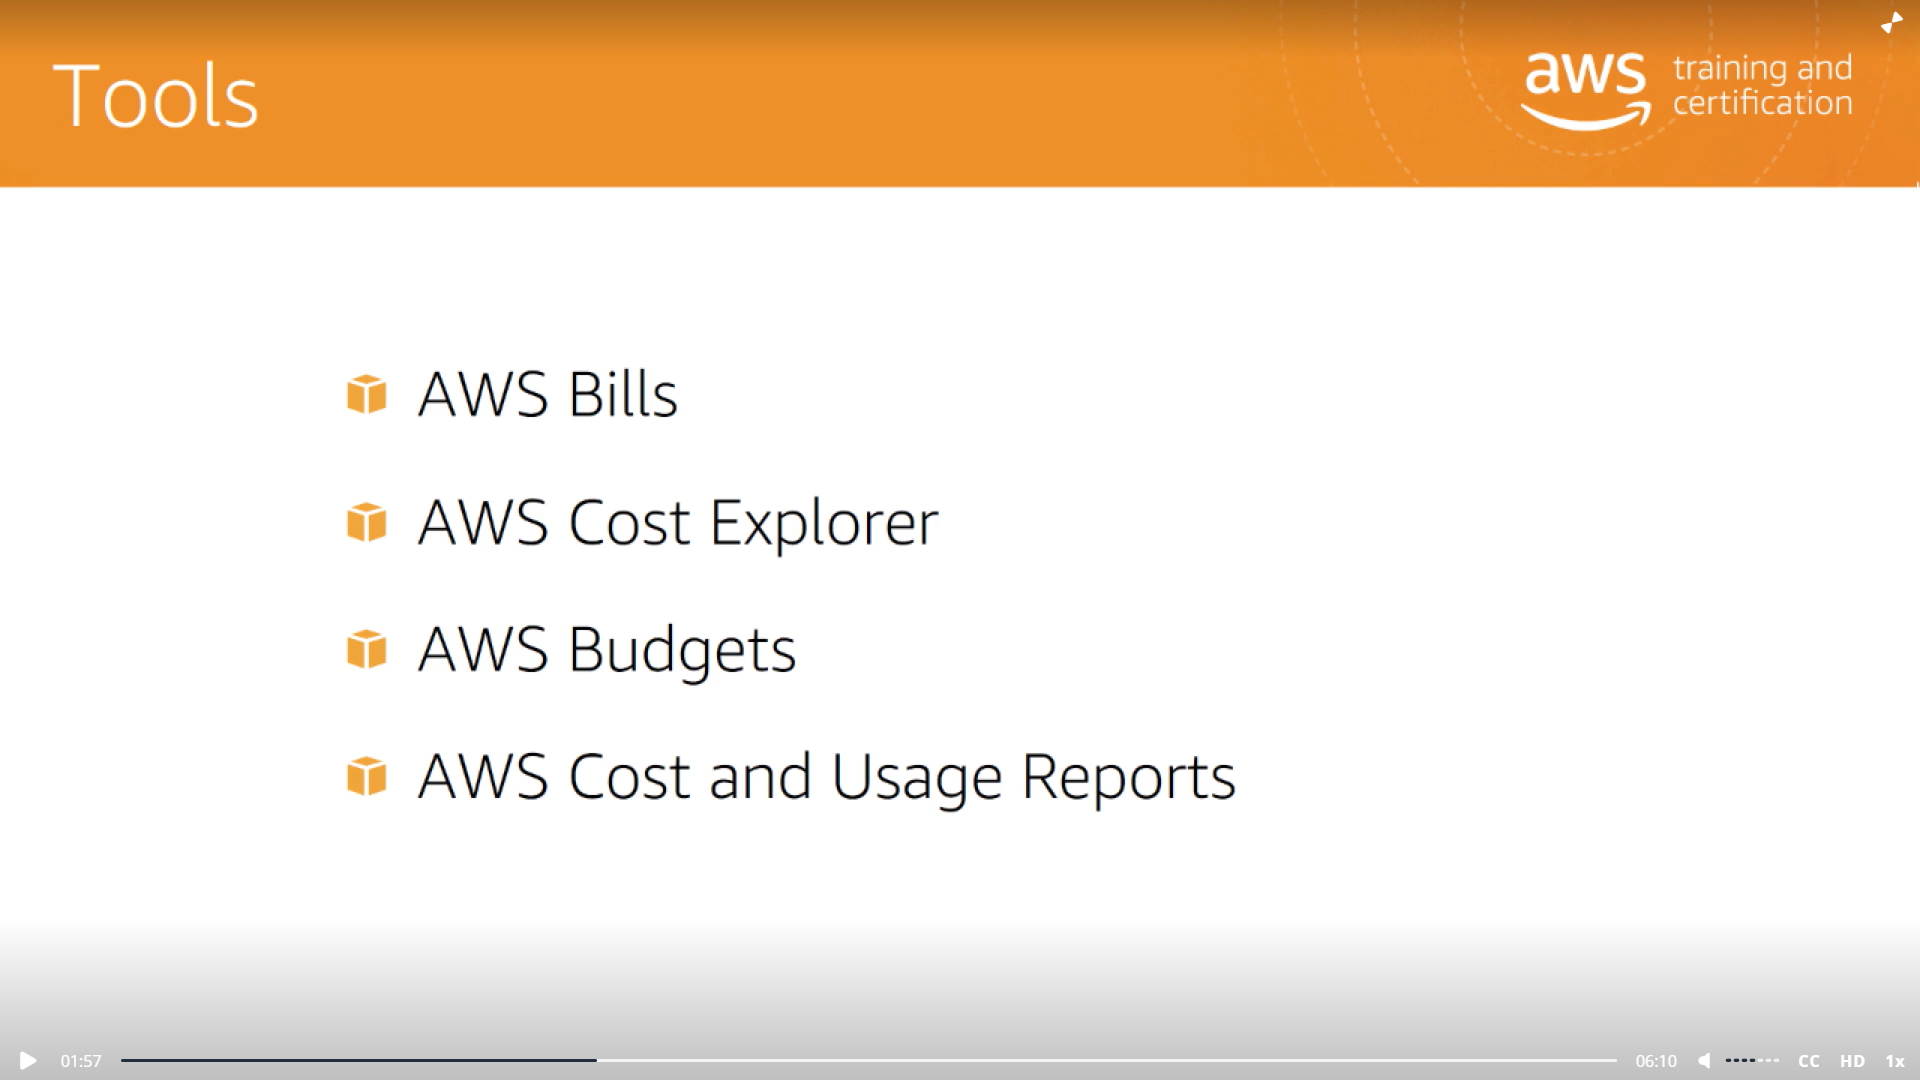 Tools
aws training and
certification
AWS Bills
AWS Cost Explorer
AWS Budgets
AWS Cost and Usage Reports
01:57 06:10 CC HD 1x